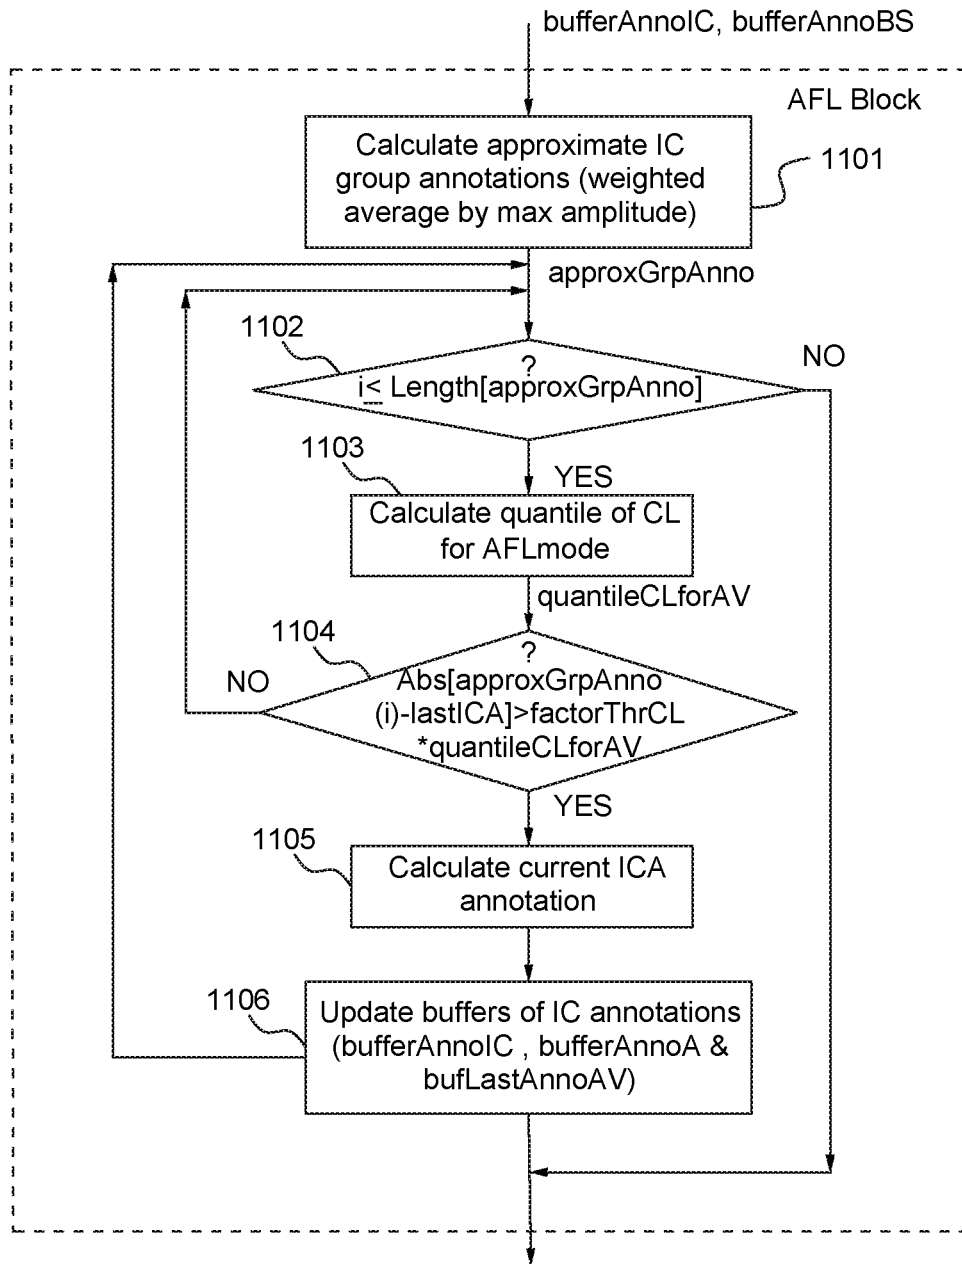 bufferAnnoIC, bufferAnnoBS
AFL Block
Calculate approximate IC
group annotations (weighted
average by max amplitude)
1101
approxGrpAnno
1102
?
i≤ Length[approxGrpAnno]
NO
1103
YES
Calculate quantile of CL
for AFLmode
quantileCLforAV
1104
?
NO
Abs[approxGrpAnno
(i)-lastICA]>factorThrCL
*quantileCLforAV
YES
1105
Calculate current ICA
annotation
1106
Update buffers of IC annotations
(bufferAnnoIC , bufferAnnoA &
bufLastAnnoAV)